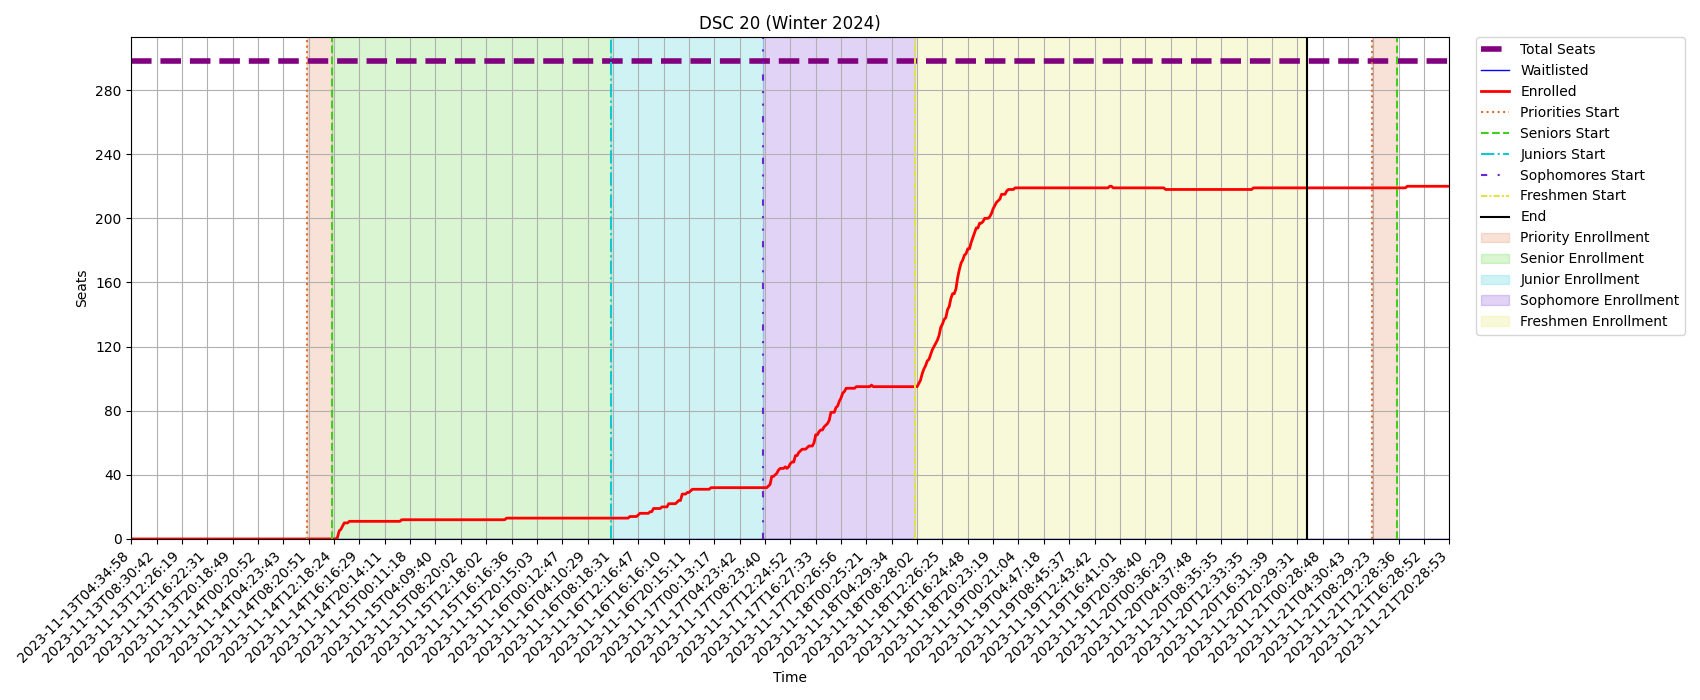 DSC 20 (Winter 2024)
Seats
280
240
200
160
120
80
40
0
2023-11-13T04:34:58
2023-11-13T08:30:42
2023-11-13T12:26:19
2023-11-13T16:22:31
2023-11-13T20:18:49
2023-11-14T00:20:52
2023-11-14T04:23:43
2023-11-14T08:20:51
2023-11-14T12:18:24
2023-11-14T16:16:29
2023-11-14T20:14:11
2023-11-15T00:11:18
2023-11-15T04:09:40
2023-11-15T08:20:02
2023-11-15T12:18:02
2023-11-15T16:16:36
2023-11-15T20:15:03
2023-11-16T00:12:47
2023-11-16T04:10:29
2023-11-16T08:18:31
2023-11-16T12:16:47
2023-11-16T16:16:10
2023-11-16T20:15:11
2023-11-17T00:13:17
2023-11-17T04:23:42
2023-11-17T08:23:40
2023-11-17T12:24:52
2023-11-17T16:27:33
2023-11-17T20:26:56
2023-11-18T00:25:21
2023-11-18T04:29:34
2023-11-18T08:28:02
2023-11-18T12:26:25
2023-11-18T16:24:48
2023-11-18T20:23:19
2023-11-19T00:21:04
2023-11-19T04:47:18
2023-11-19T08:45:37
2023-11-19T12:43:42
2023-11-19T16:41:01
2023-11-19T20:38:40
2023-11-20T00:36:29
2023-11-20T04:37:48
2023-11-20T08:35:35
2023-11-20T12:33:35
2023-11-20T16:31:39
2023-11-20T20:29:31
2023-11-21T00:28:48
2023-11-21T04:30:43
2023-11-21T08:29:23
2023-11-21T12:28:36
2023-11-21T16:28:52
2023-11-21T20:28:53
Time
Total Seats
Waitlisted
Enrolled
Priorities Start
Seniors Start
Juniors Start
Sophomores Start
Freshmen Start
End
Priority Enrollment
Senior Enrollment
Junior Enrollment
Sophomore Enrollment
Freshmen Enrollment